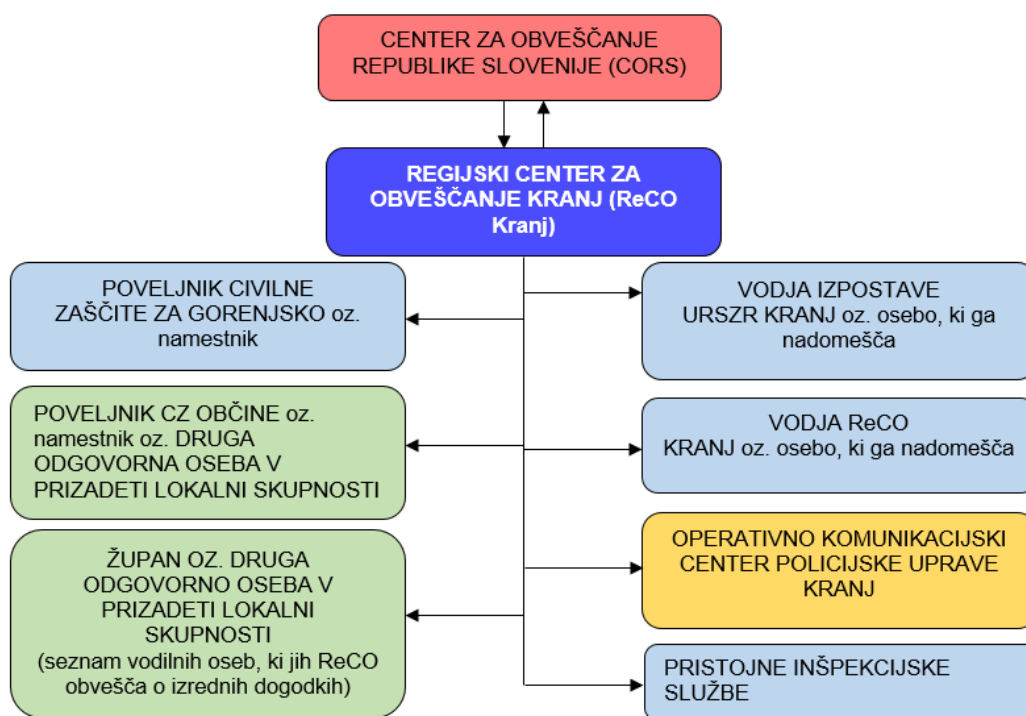 CENTER ZA OBVEŠČANJE
REPUBLIKE SLOVENIJE (CORS)
REGIJSKI CENTER ZA
OBVEŠČANJE KRANJ (ReCO
Kranj)
POVELJNIK CIVILNE
ZAŠČITE ZA GORENJSKO oz.
namestnik
VODJA IZPOSTAVE
URSZR KRANJ oz. osebo, ki ga
nadomešča
POVELJNIK CZ OBČINE oz.
namestnik oz. DRUGA
ODGOVORNA OSEBA V
PRIZADETI LOKALNI SKUPNOSTI
VODJA ReCO
KRANJ oz. osebo, ki ga nadomešča
ŽUPAN OZ. DRUGA
ODGOVORNO OSEBA V
PRIZADETI LOKALNI
SKUPNOSTI
(seznam vodilnih oseb, ki jih ReCO
obvešča o izrednih dogodkih)
OPERATIVNO KOMUNIKACIJSKI
CENTER POLICIJSKE UPRAVE
KRANJ
PRISTOJNE INŠPEKCIJSKE
SLUŽBE